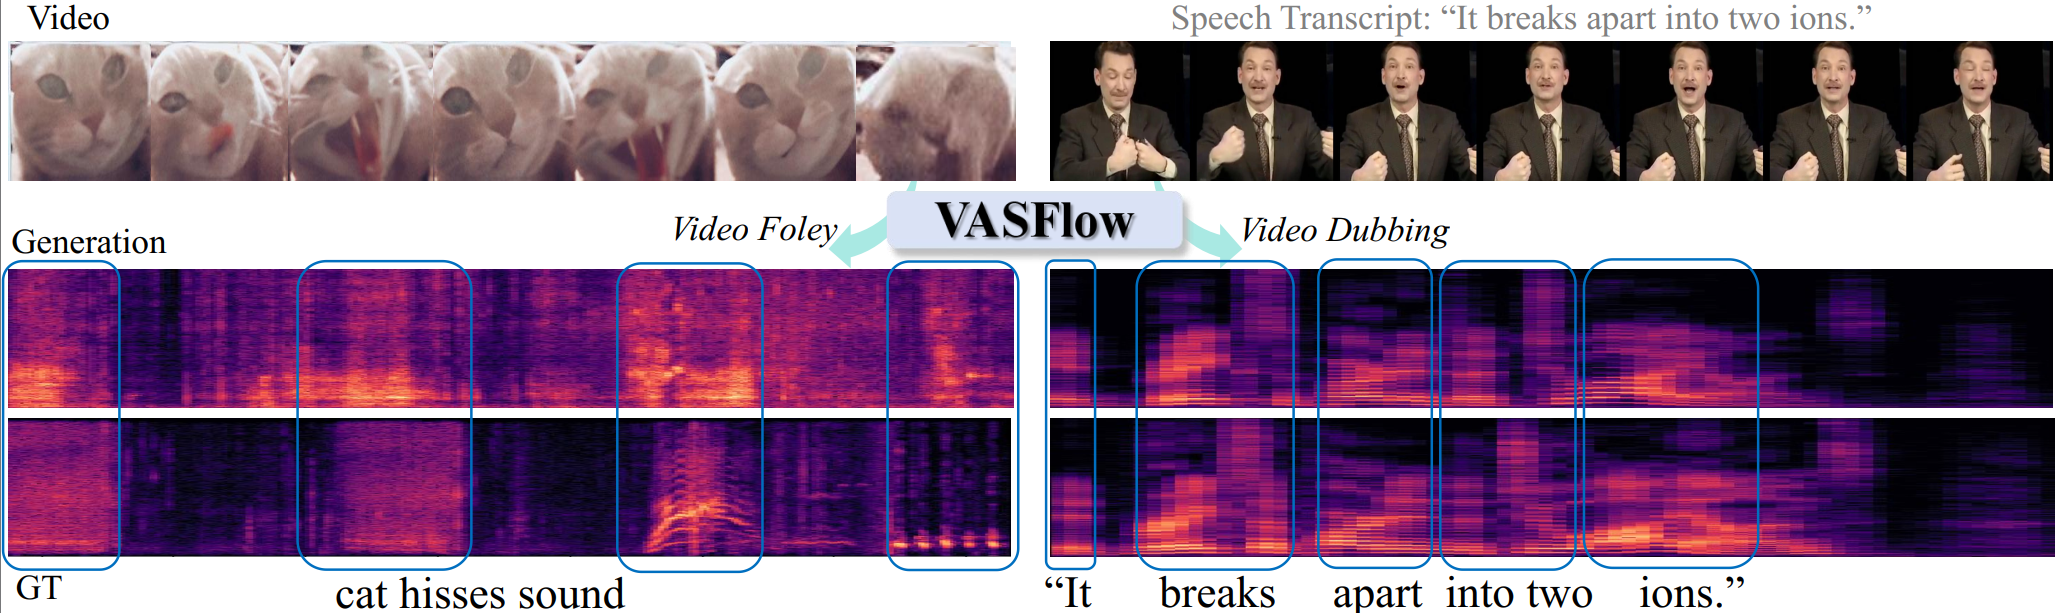 Video
Speech Transcript: “It breaks apart into two ions.”
Video Foley
VASFlow
Video Dubbing
Generation
GT
cat hisses sound
“It breaks apart into two ions.”